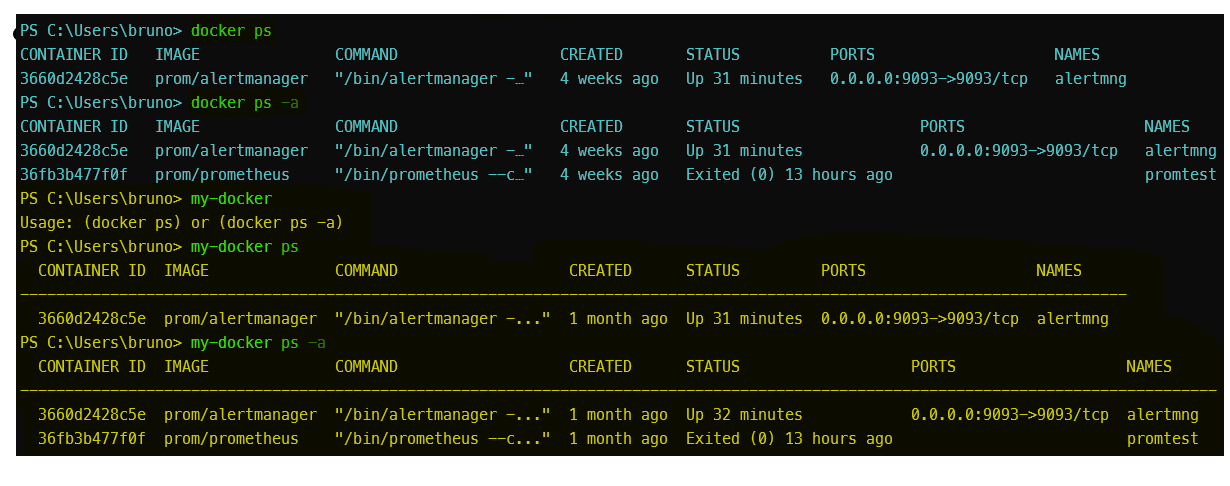 PS C:\Users\bruno> docker ps
CONTAINER ID   IMAGE               COMMAND                  CREATED       STATUS          PORTS                    NAMES
3660d2428c5e   prom/alertmanager   "/bin/alertmanager -…"   4 weeks ago   Up 31 minutes   0.0.0.0:9093->9093/tcp   alertmng
PS C:\Users\bruno> docker ps -a
CONTAINER ID   IMAGE               COMMAND                  CREATED       STATUS                    PORTS                    NAMES
3660d2428c5e   prom/alertmanager   "/bin/alertmanager -…"   4 weeks ago   Up 31 minutes             0.0.0.0:9093->9093/tcp   alertmng
36fb3b477f0f   prom/prometheus     "/bin/prometheus --c…"   4 weeks ago   Exited (0) 13 hours ago                            promtest
PS C:\Users\bruno> my-docker
Usage: (docker ps) or (docker ps -a)
PS C:\Users\bruno> my-docker ps
  CONTAINER ID  IMAGE              COMMAND                   CREATED      STATUS         PORTS                   NAMES
---------------------------------------------------------------------------------------------------------------------------
  3660d2428c5e  prom/alertmanager  "/bin/alertmanager -..."  1 month ago  Up 31 minutes  0.0.0.0:9093->9093/tcp  alertmng
PS C:\Users\bruno> my-docker ps -a
  CONTAINER ID  IMAGE              COMMAND                   CREATED      STATUS                   PORTS                   NAMES
-------------------------------------------------------------------------------------------------------------------------------------
  3660d2428c5e  prom/alertmanager  "/bin/alertmanager -..."  1 month ago  Up 32 minutes            0.0.0.0:9093->9093/tcp  alertmng
  36fb3b477f0f  prom/prometheus    "/bin/prometheus --c..."  1 month ago  Exited (0) 13 hours ago                          promtest